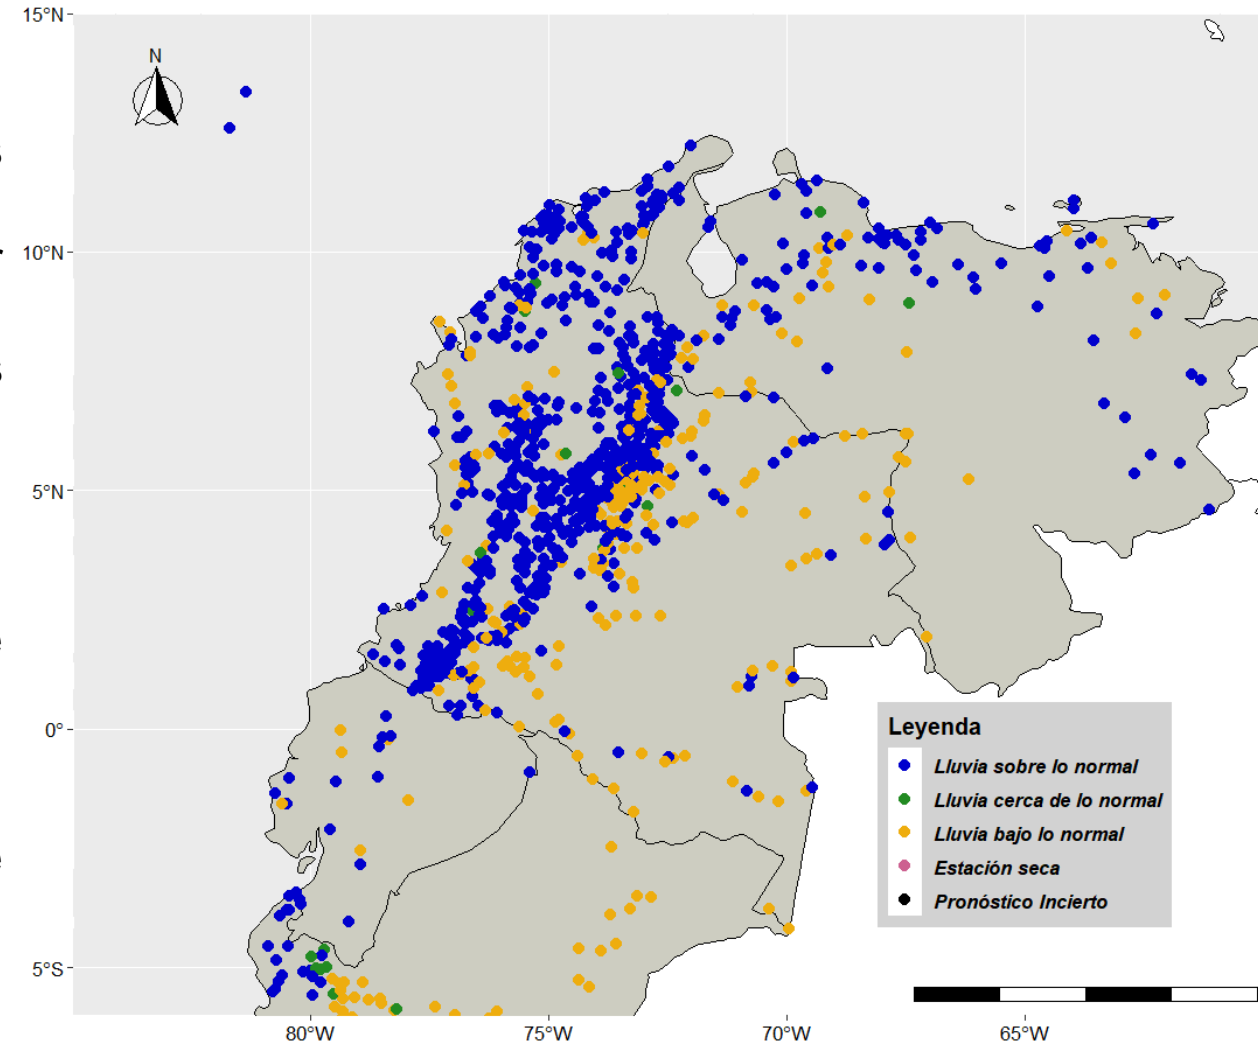 15°N
N
10°N
5°N
0°
5°S
80°W
75°W
70°W
65°W
Leyenda
Lluvia sobre lo normal
Lluvia cerca de lo normal
Lluvia bajo lo normal
Estación seca
Pronóstico Incierto